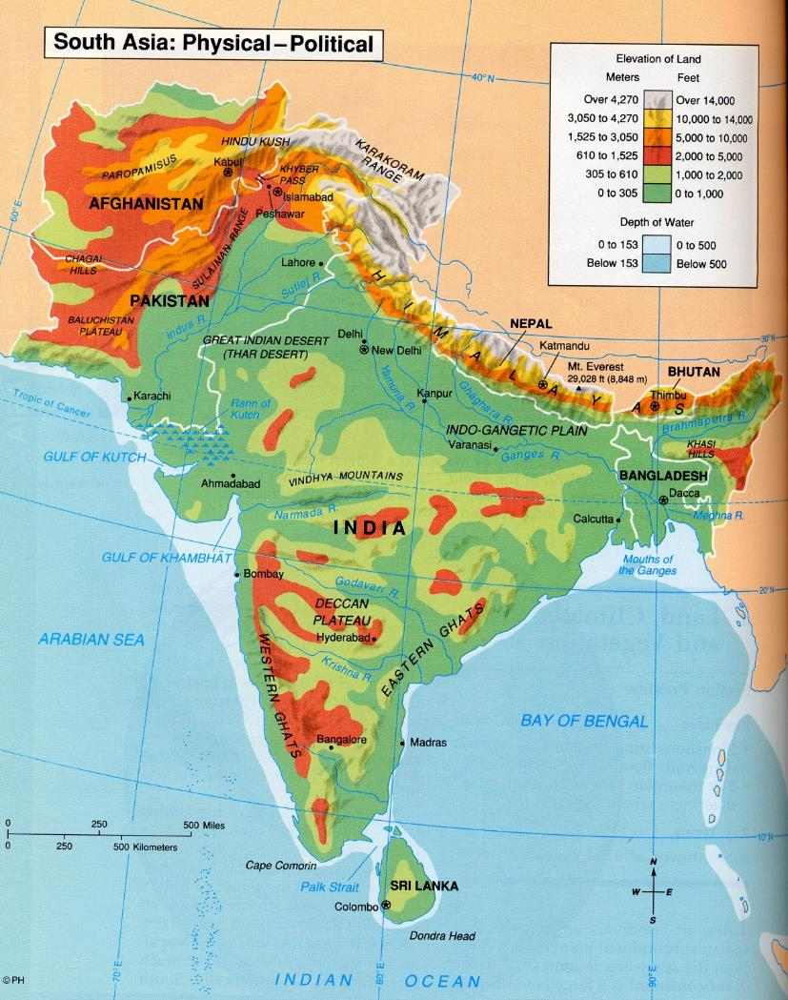 South Asia: Physical–Political
40°N
Elevation of Land
Meters Feet
Over 4,270 Over 14,000
3,050 to 4,270 10,000 to 14,000
1,525 to 3,050 5,000 to 10,000
610 to 1,525 2,000 to 5,000
305 to 610 1,000 to 2,000
0 to 305 0 to 1,000
Depth of Water
0 to 153 0 to 500
Below 153 Below 500
60°E
HINDU KUSH
KARAKORAM
RANGE
PAROPAMISUS
Kabul
KHYBER
PASS
Islamabad
AFGHANISTAN
Peshawar
SULAIMAN RANGE
CHAGAI
HILLS
Lahore
Sutlej R.
HIMALAYAS
PAKISTAN
BALUCHISTAN
PLATEAU
Indus R.
NEPAL
30°N
GREAT INDIAN DESERT
(THAR DESERT)
Delhi
New Delhi
Katmandu
Mt. Everest
29,028 ft (8,848 m)
BHUTAN
Thimbu
Karachi
Tropic of Cancer
Rann of
Kutch
Yamuna R.
Kanpur
Ghaghara R.
Brahmaputra R.
INDO-GANGETIC PLAIN
Varanasi
Ganges R.
KHASI
HILLS
GULF OF KUTCH
Ahmadabad
VINDHYA MOUNTAINS
BANGLADESH
Dacca
Narmada R.
INDIA
Calcutta
Meghna R.
GULF OF KHAMBHAT
Mouths of
the Ganges
Bombay
Godavari R.
20°N
DECCAN
PLATEAU
Hyderabad
ARABIAN SEA
WESTERN GHATS
Krishna R.
EASTERN GHATS
BAY OF BENGAL
Bangalore
Madras
0 250 500 Miles
0 250 500 Kilometers
10°N
Cape Comorin
Palk Strait
SRI LANKA
Colombo
Dondra Head
N
W E
S
©PH
70°E
INDIAN OCEAN
80°E
90°E